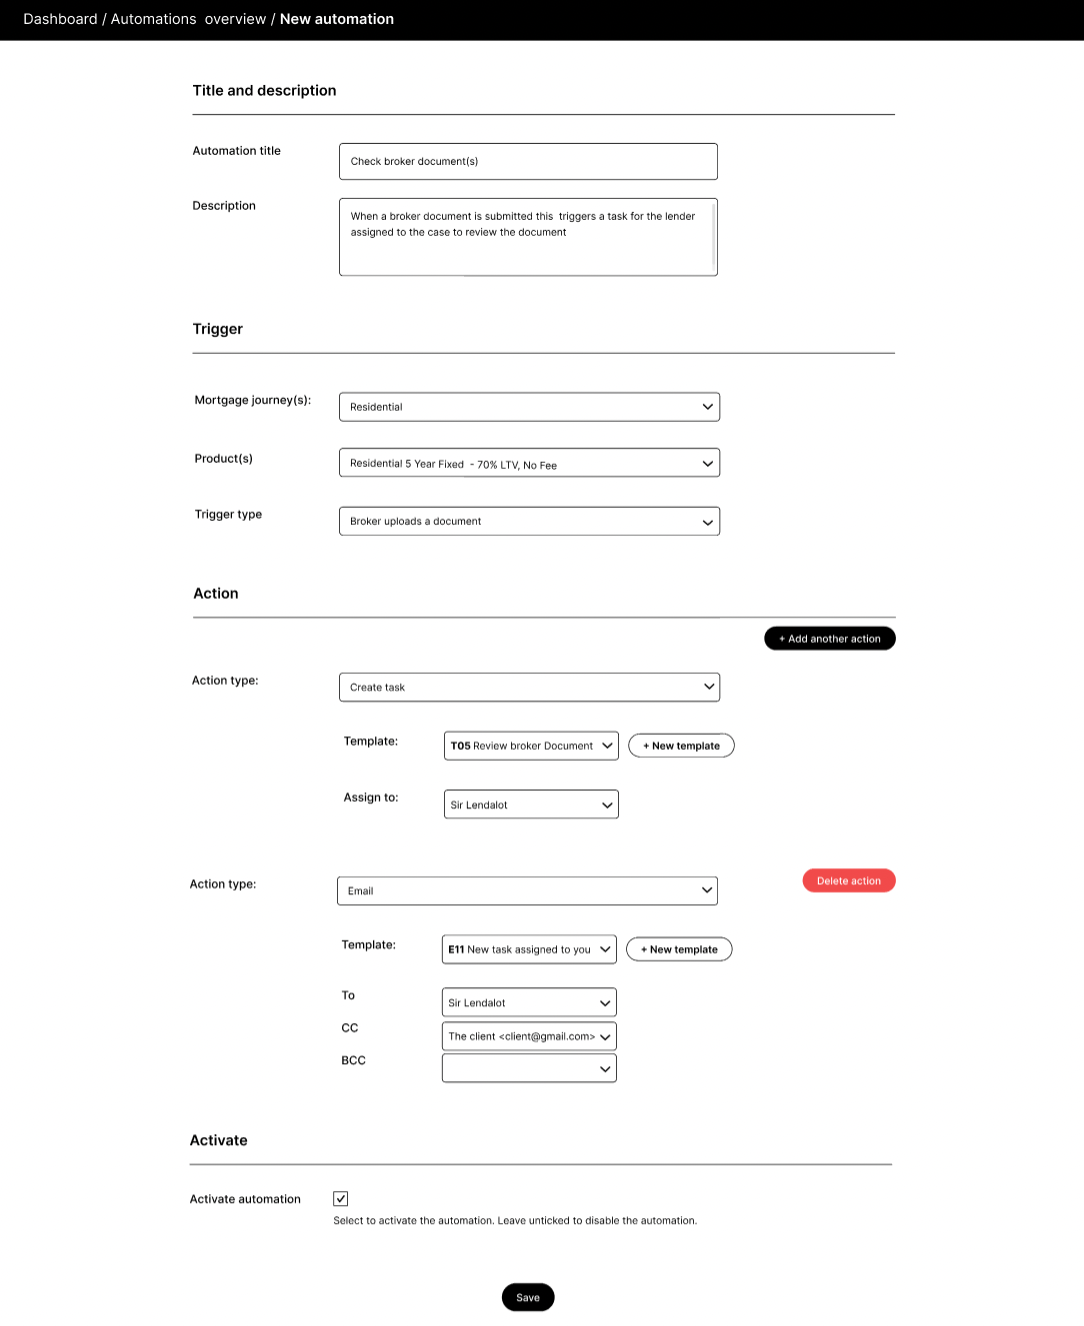 Dashboard / Automations  overview / New automation
Title and description
Automation title
Check broker document(s)
Description
When a broker document is submitted this  triggers a task for the lender
assigned to the case to review the document
Trigger
Mortgage journey(s):
Residential
Product(s)
Residential 5 Year Fixed  - 70% LTV, No Fee
Trigger type
Broker uploads a document
Action
+ Add another action
Action type:
Create task
Template:
T05 Review broker Document
+ New template
Assign to:
Sir Lendalot
Action type:
Email
Delete action
Template:
E11 New task assigned to you
+ New template
To
Sir Lendalot
CC
The client <client@gmail.com>
BCC
Activate
Activate automation
Select to activate the automation. Leave unticked to disable the automation.
Save